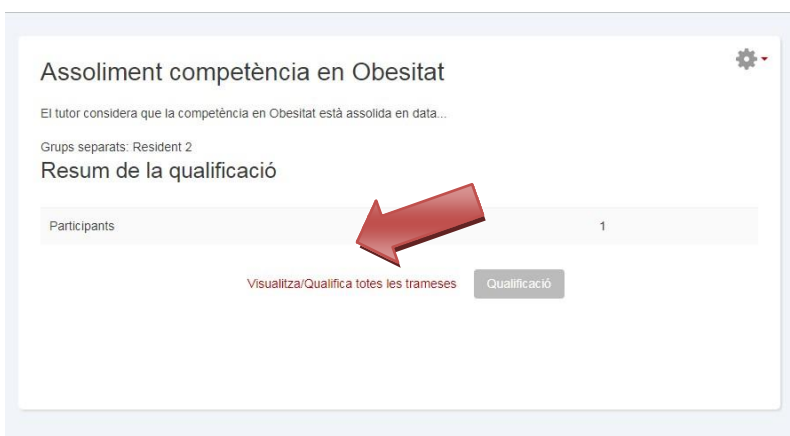 Assoliment competència en Obesitat
El tutor considera que la competència en Obesitat està assolida en data...
Grups separats: Resident 2
Resum de la qualificació
Participants 1
Visualitza/Qualifica totes les trameses Qualificació